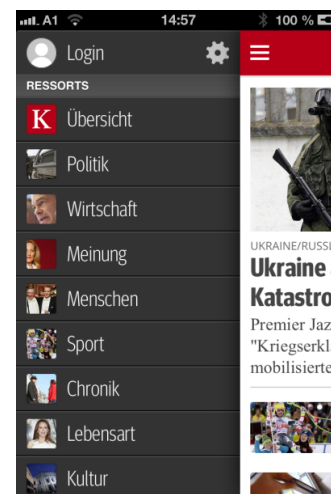 A1 14:57 100 %
Login
RESSORTS
K Übersicht
Politik
Wirtschaft
Meinung
Menschen
Sport
Chronik
Lebensart
Kultur
UKRAINE/RUSSL
Ukraine
Katastro
Premier Jaz
"Kriegserklä
mobilisierte